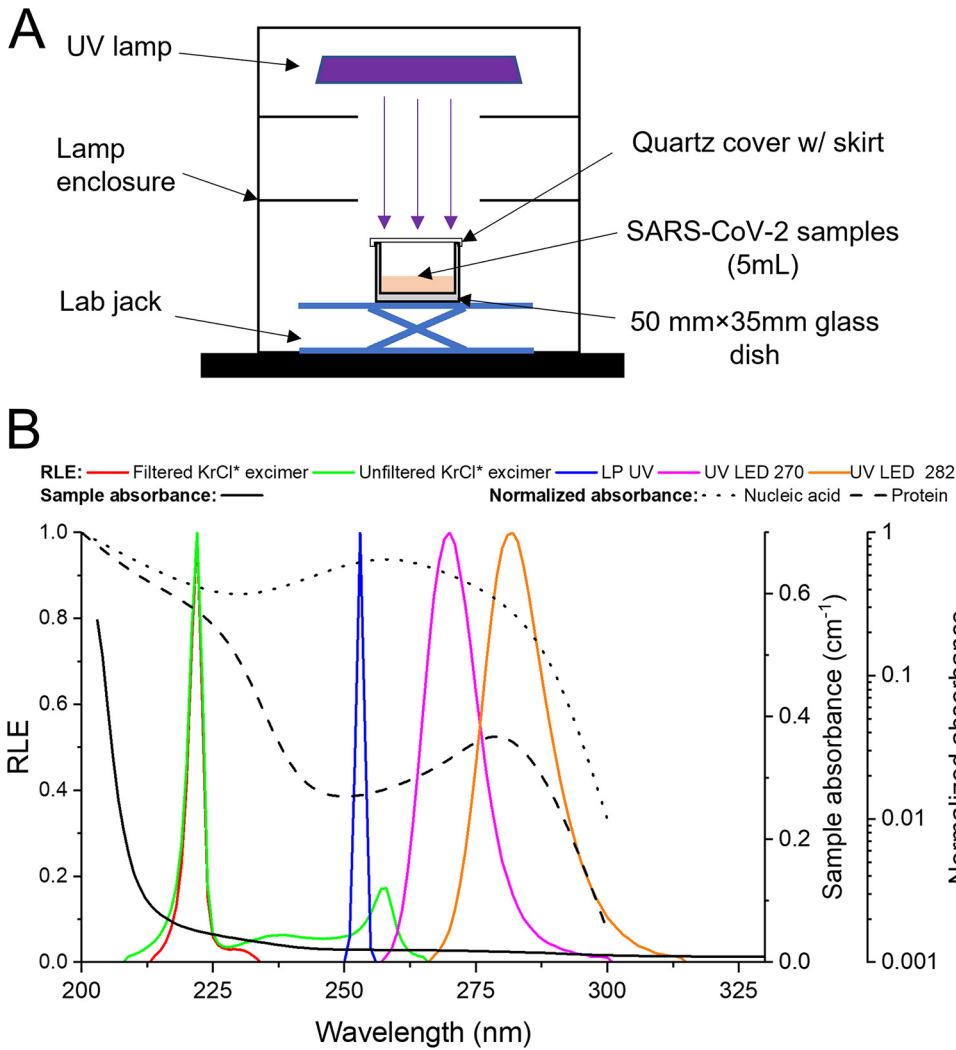 A
UV lamp
Lamp
enclosure
Lab jack
Quartz cover w/ skirt
SARS-CoV-2 samples
(5mL)
50 mm×35mm glass
dish
B
RLE: Filtered KrCl* excimer Unfiltered KrCl* excimer LP UV UV LED 270 UV LED 282
Sample absorbance: Normalized absorbance: Nucleic acid Protein
1.0
0.8
0.6
0.4
0.2
0.0
RLE
200 225 250 275 300 325
Wavelength (nm)
0.6
0.4
0.2
0.0
Sample absorbance (cm-1)
1
0.1
0.01
0.001
Normalized absorbance